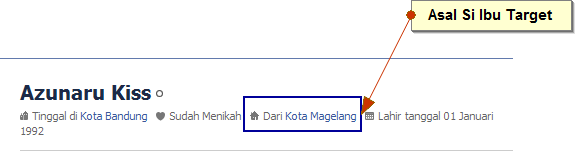 Asal Si Ibu Target
Azunaru Kiss
Tinggal di Kota Bandung Sudah Menikah Dari Kota Magelang Lahir tanggal 01 Januari
1992